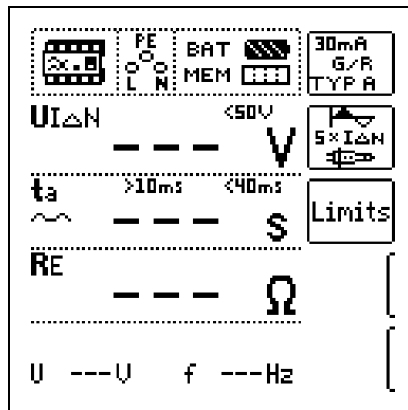 PE
BAT
L N
MEM
30mA
G/R
TYP A
UI△N <50V
--- V
5×I△N
ta >10ms <40ms
--- s
Limits
RE
--- Ω
U ---V f ---Hz